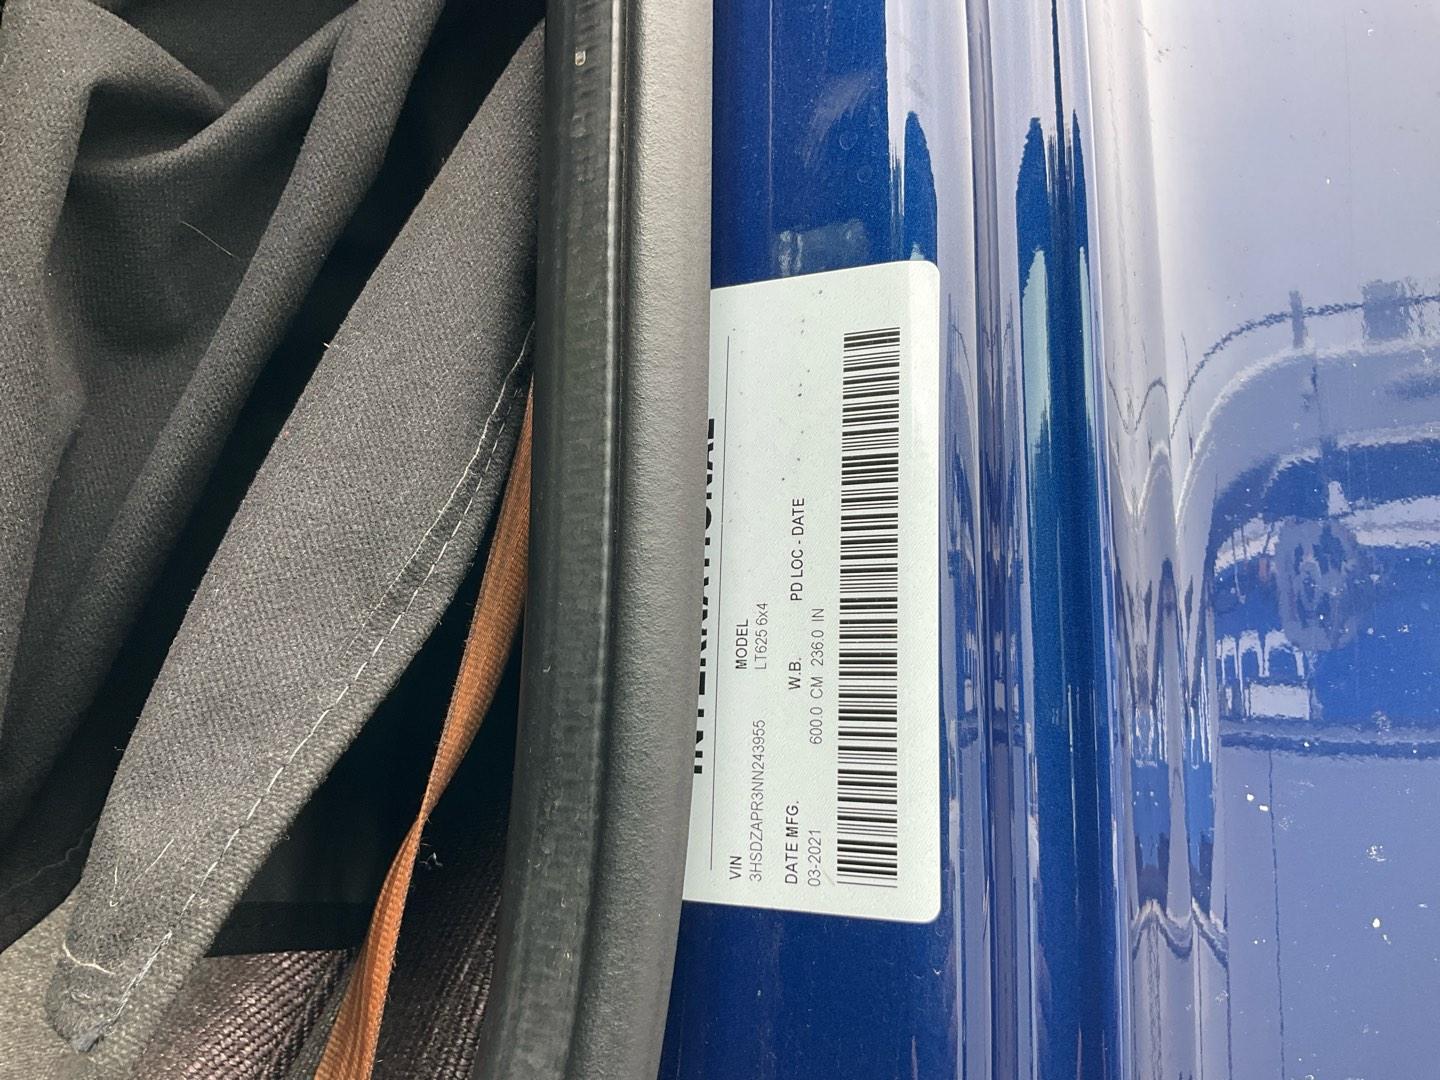 INTERNATIONAL
VIN MODEL
3HSDZAPR3NN243955 LT625 6x4
DATE MFG. W.B. PD LOC - DATE
03-2021 600.0 CM 236.0 IN